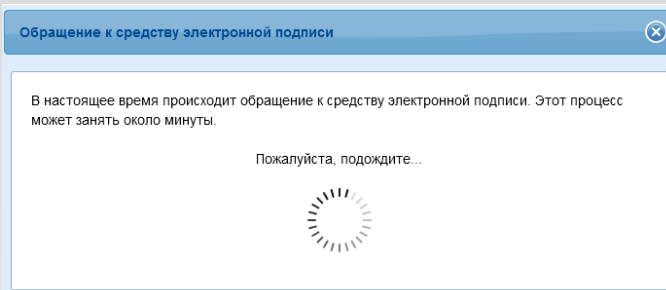 Обращение к средству электронной подписи
В настоящее время происходит обращение к средству электронной подписи. Этот процесс
может занять около минуты.
Пожалуйста, подождите...